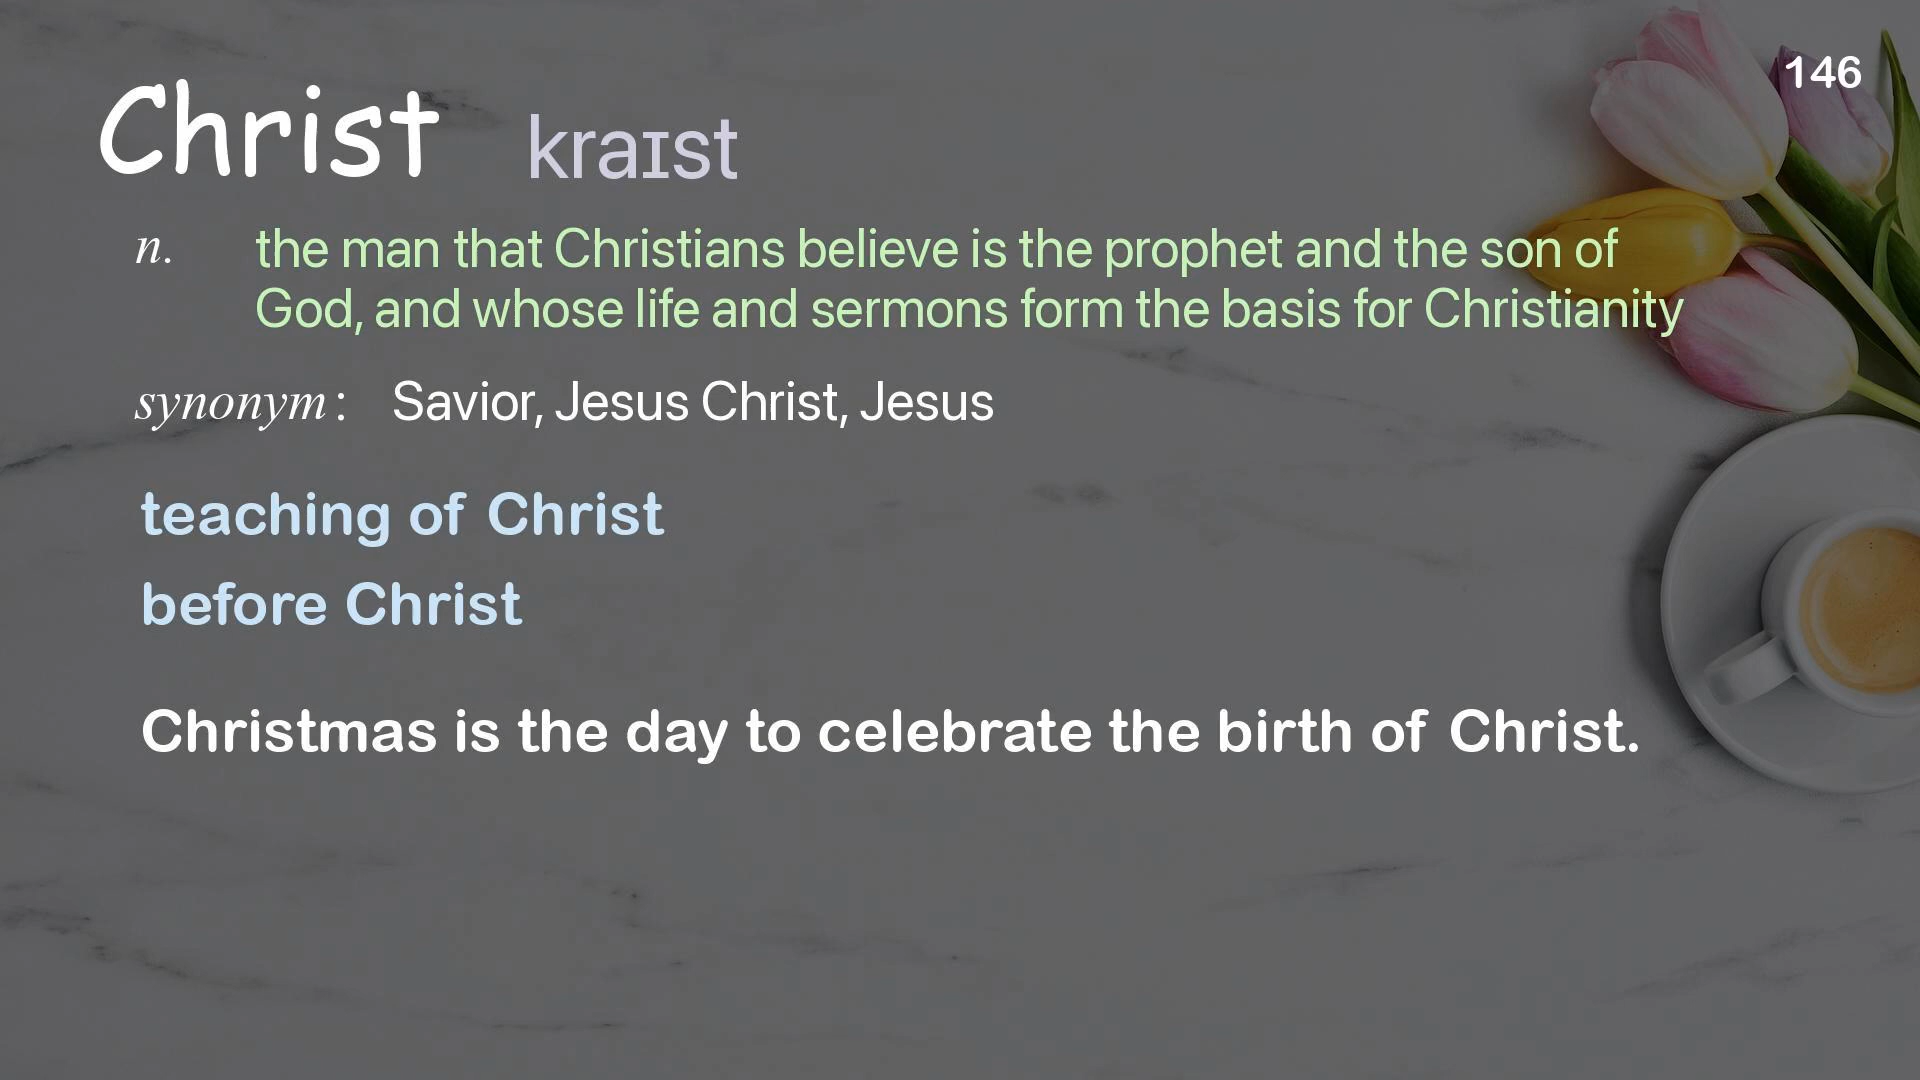 146
Christ kraɪst
n. the man that Christians believe is the prophet and the son of
God, and whose life and sermons form the basis for Christianity
synonym: Savior, Jesus Christ, Jesus
teaching of Christ
before Christ
Christmas is the day to celebrate the birth of Christ.